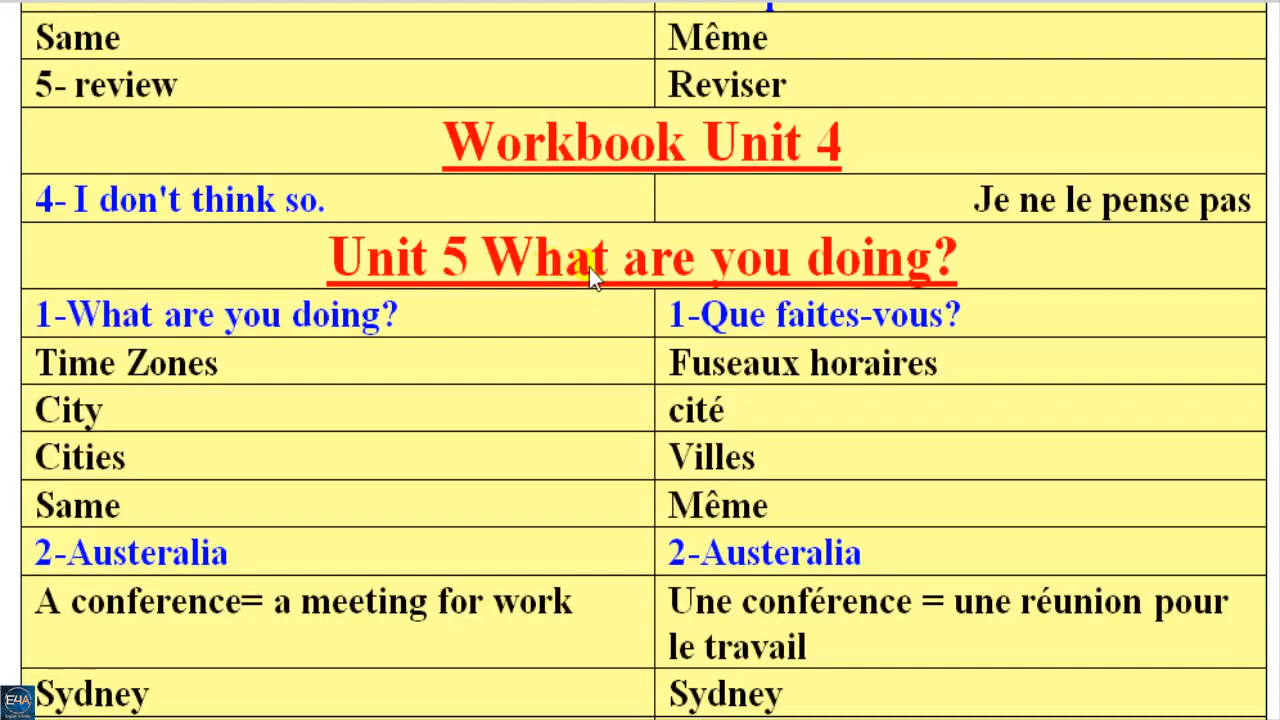 Same
Même
5- review
Reviser
Workbook Unit 4
4- I don't think so.
Je ne le pense pas
Unit 5 What are you doing?
1-What are you doing?
1-Que faites-vous?
Time Zones
Fuseaux horaires
City
cité
Cities
Villes
Same
Même
2-Austeralia
2-Austeralia
A conference= a meeting for work
Une conférence = une réunion pour
le travail
Sydney
Sydney
E4A